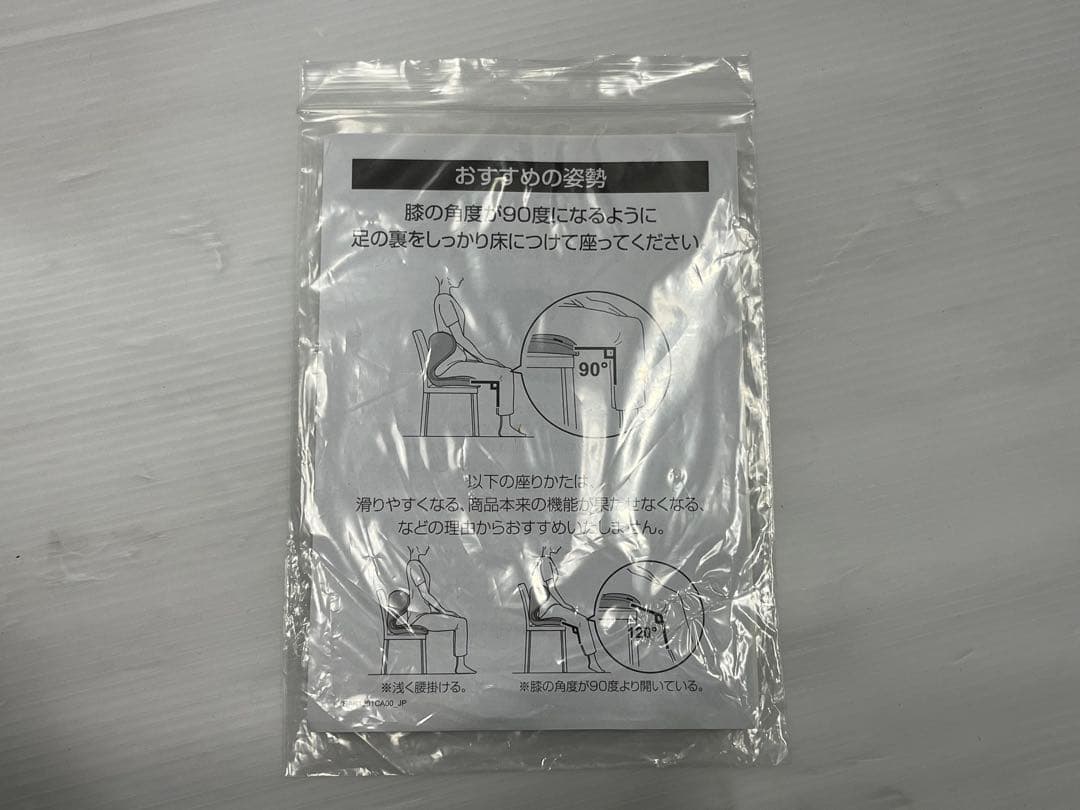 おすすめの姿勢
膝の角度が90度になるように
足の裏をしっかり床につけて座ってください。
90°
以下の座りかたは、
滑りやすくなる、商品本来の機能が果たせなくなる、
などの理由からおすすめいたしません。
120°
※浅く腰掛ける。
※膝の角度が90度より開いている。